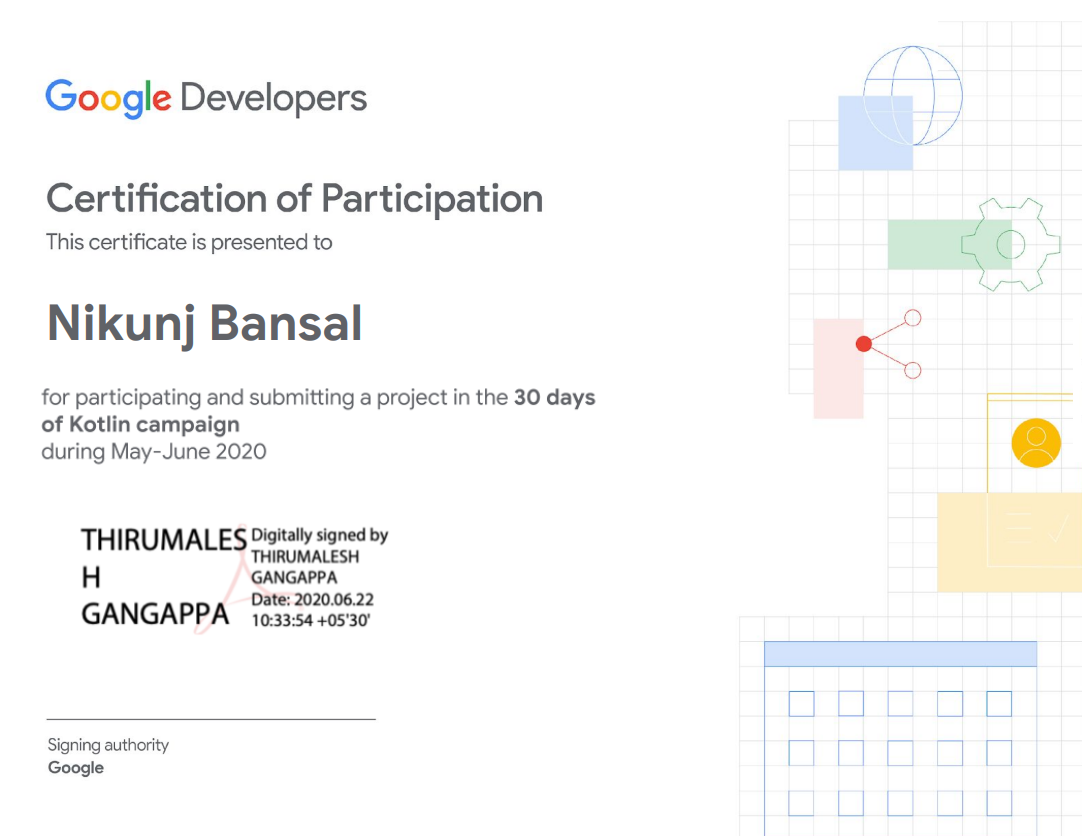 Google Developers
Certification of Participation
This certificate is presented to
Nikunj Bansal
for participating and submitting a project in the 30 days
of Kotlin campaign
during May-June 2020
THIRUMALES
H
GANGAPPA
Digitally signed by
THIRUMALESH
GANGAPPA
Date: 2020.06.22
10:33:54 +05'30'
Signing authority
Google